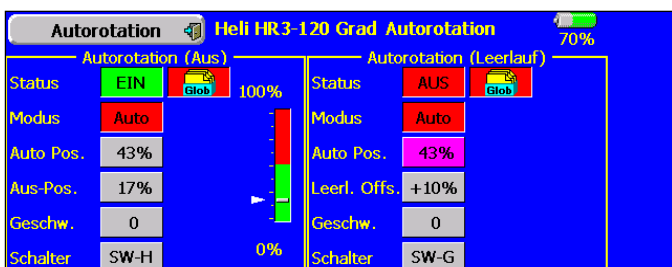 Autorotation Heli HR3-120 Grad Autorotation 70%
Autorotation (Aus) Autorotation (Leerlauf)
Status EIN Glob 100% Status AUS Glob
Modus Auto Modus Auto
Auto Pos. 43% Auto Pos. 43%
Aus-Pos. 17% Leerl. Offs. +10%
Geschw. 0 Geschw. 0
Schalter SW-H 0% Schalter SW-G